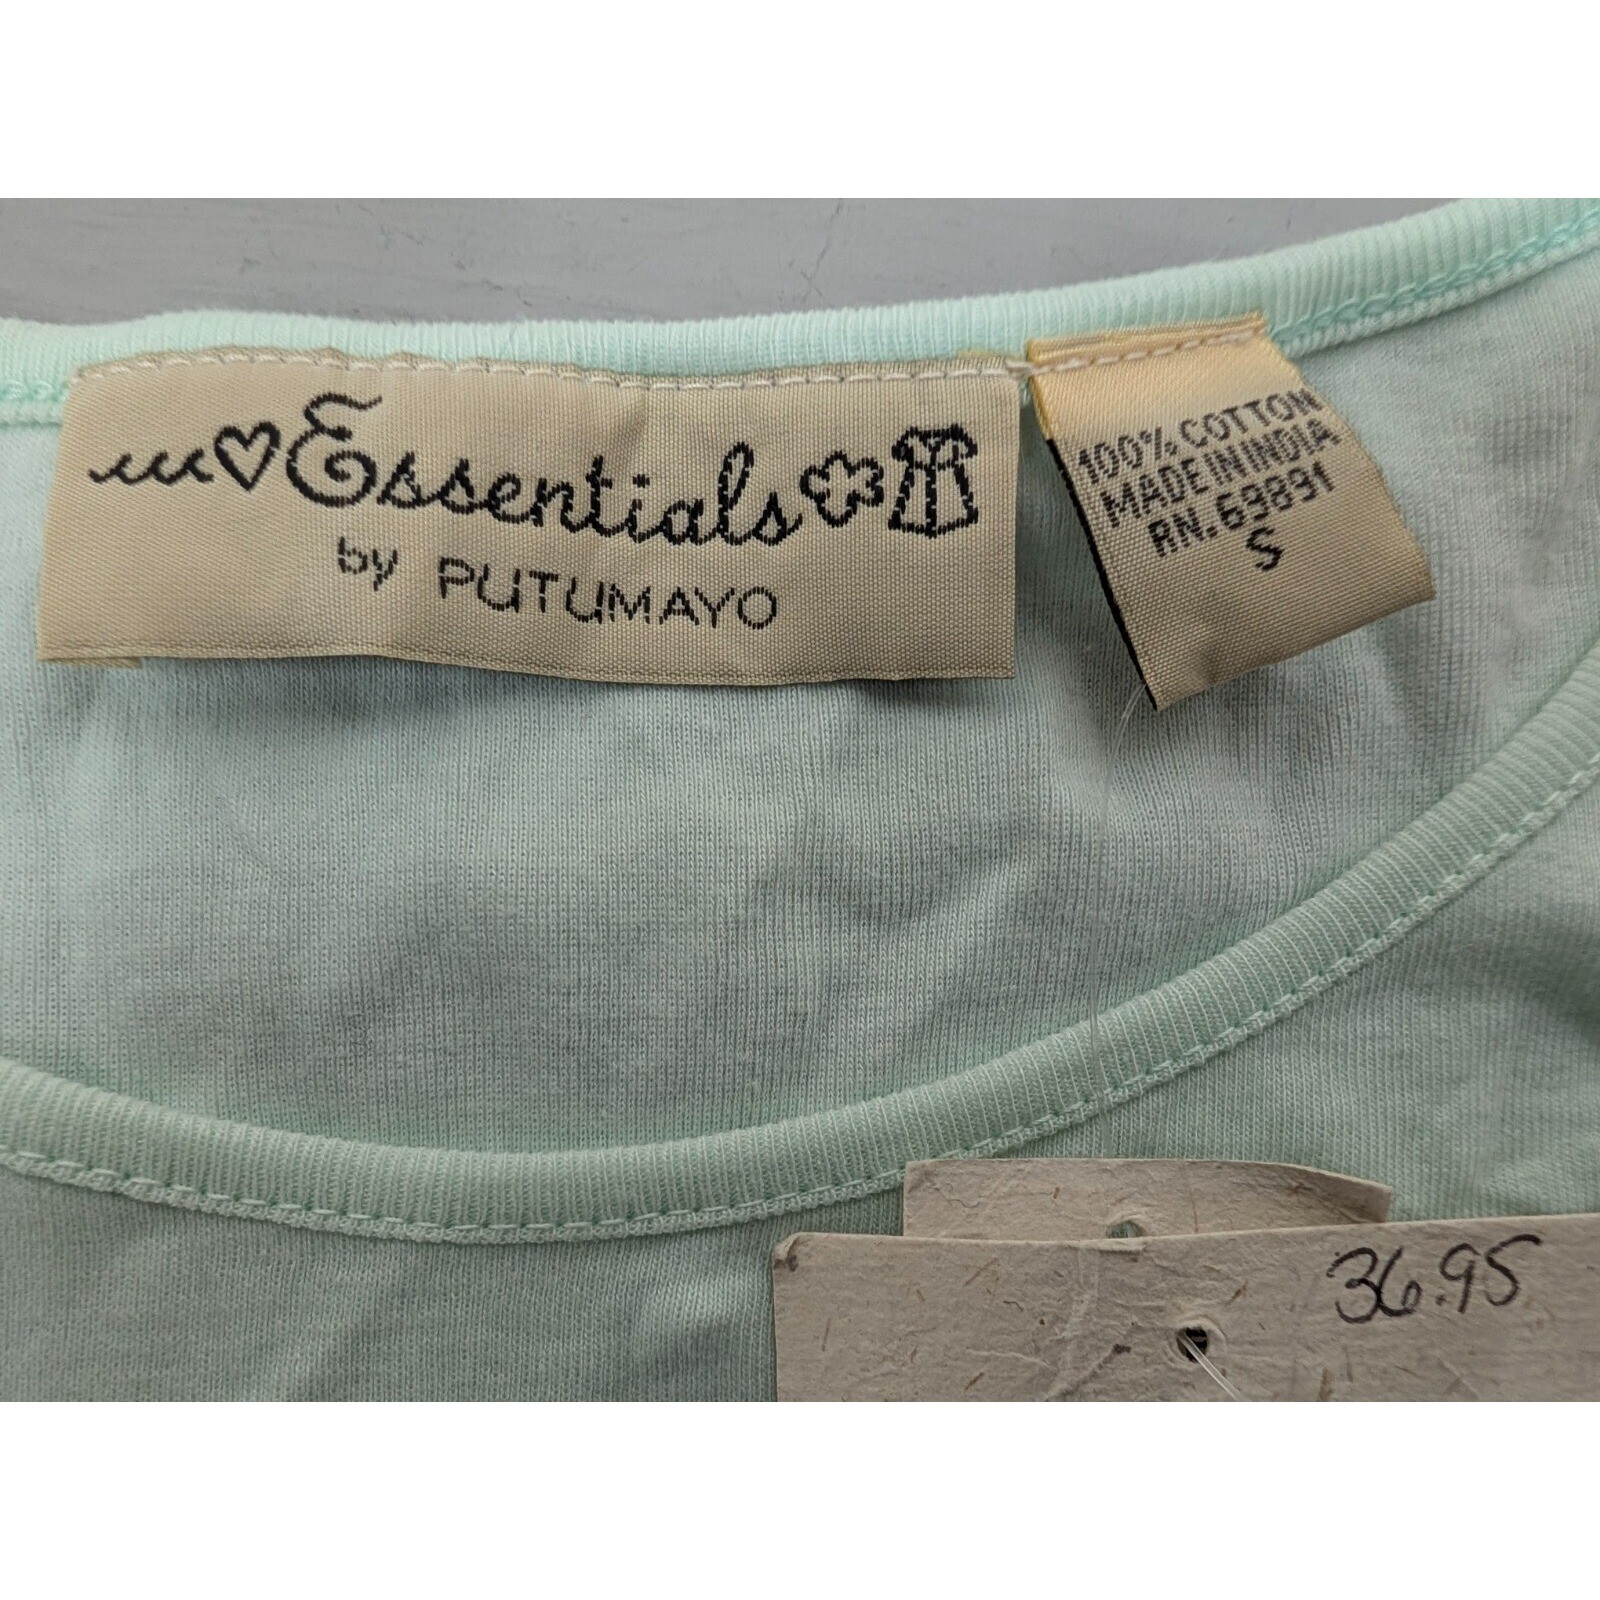 Essentials
by PUTUMAYO
100% COTTON
MADE IN INDIA
RN. 69891
S
36.95